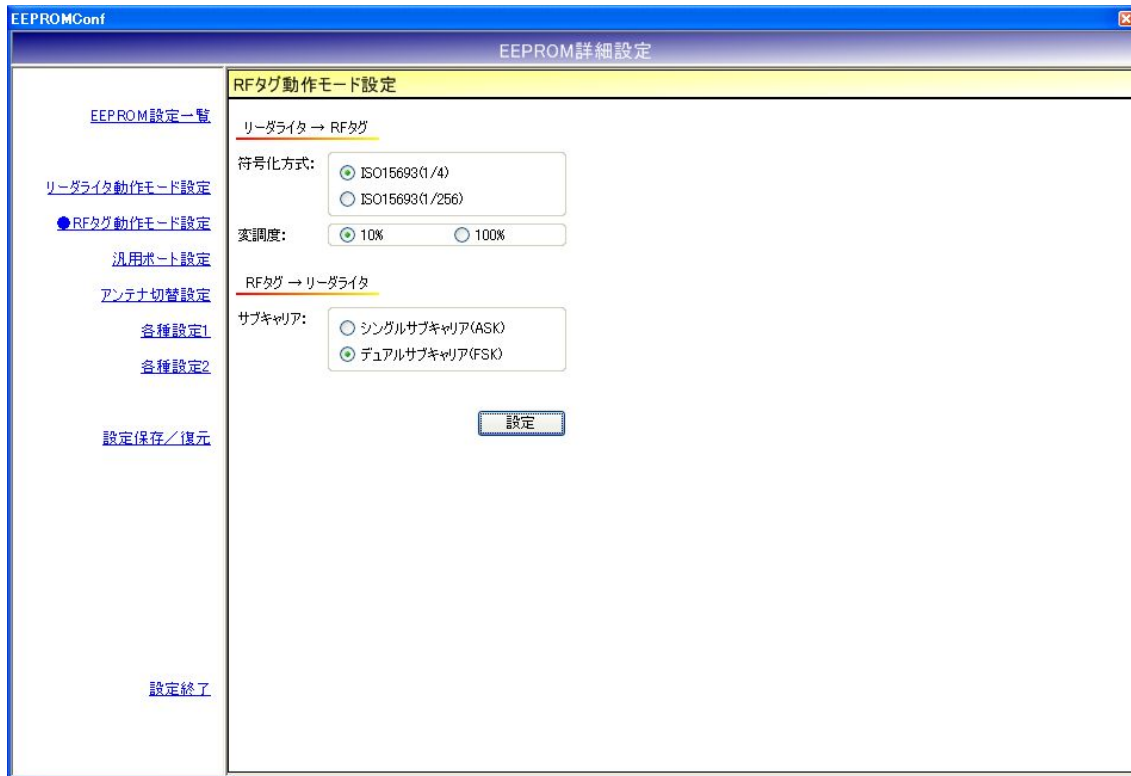 EEPROMConf
EEPROM詳細設定
EEPROM設定一覧
リーダライタ動作モード設定
●RFタグ動作モード設定
汎用ポート設定
アンテナ切替設定
各種設定1
各種設定2
設定保存／復元
設定終了
RFタグ動作モード設定
リーダライタ → RFタグ
符号化方式:
ISO15693(1/4)
ISO15693(1/256)
変調度: 10% 100%
RFタグ → リーダライタ
サブキャリア:
シングルサブキャリア(ASK)
デュアルサブキャリア(FSK)
設定